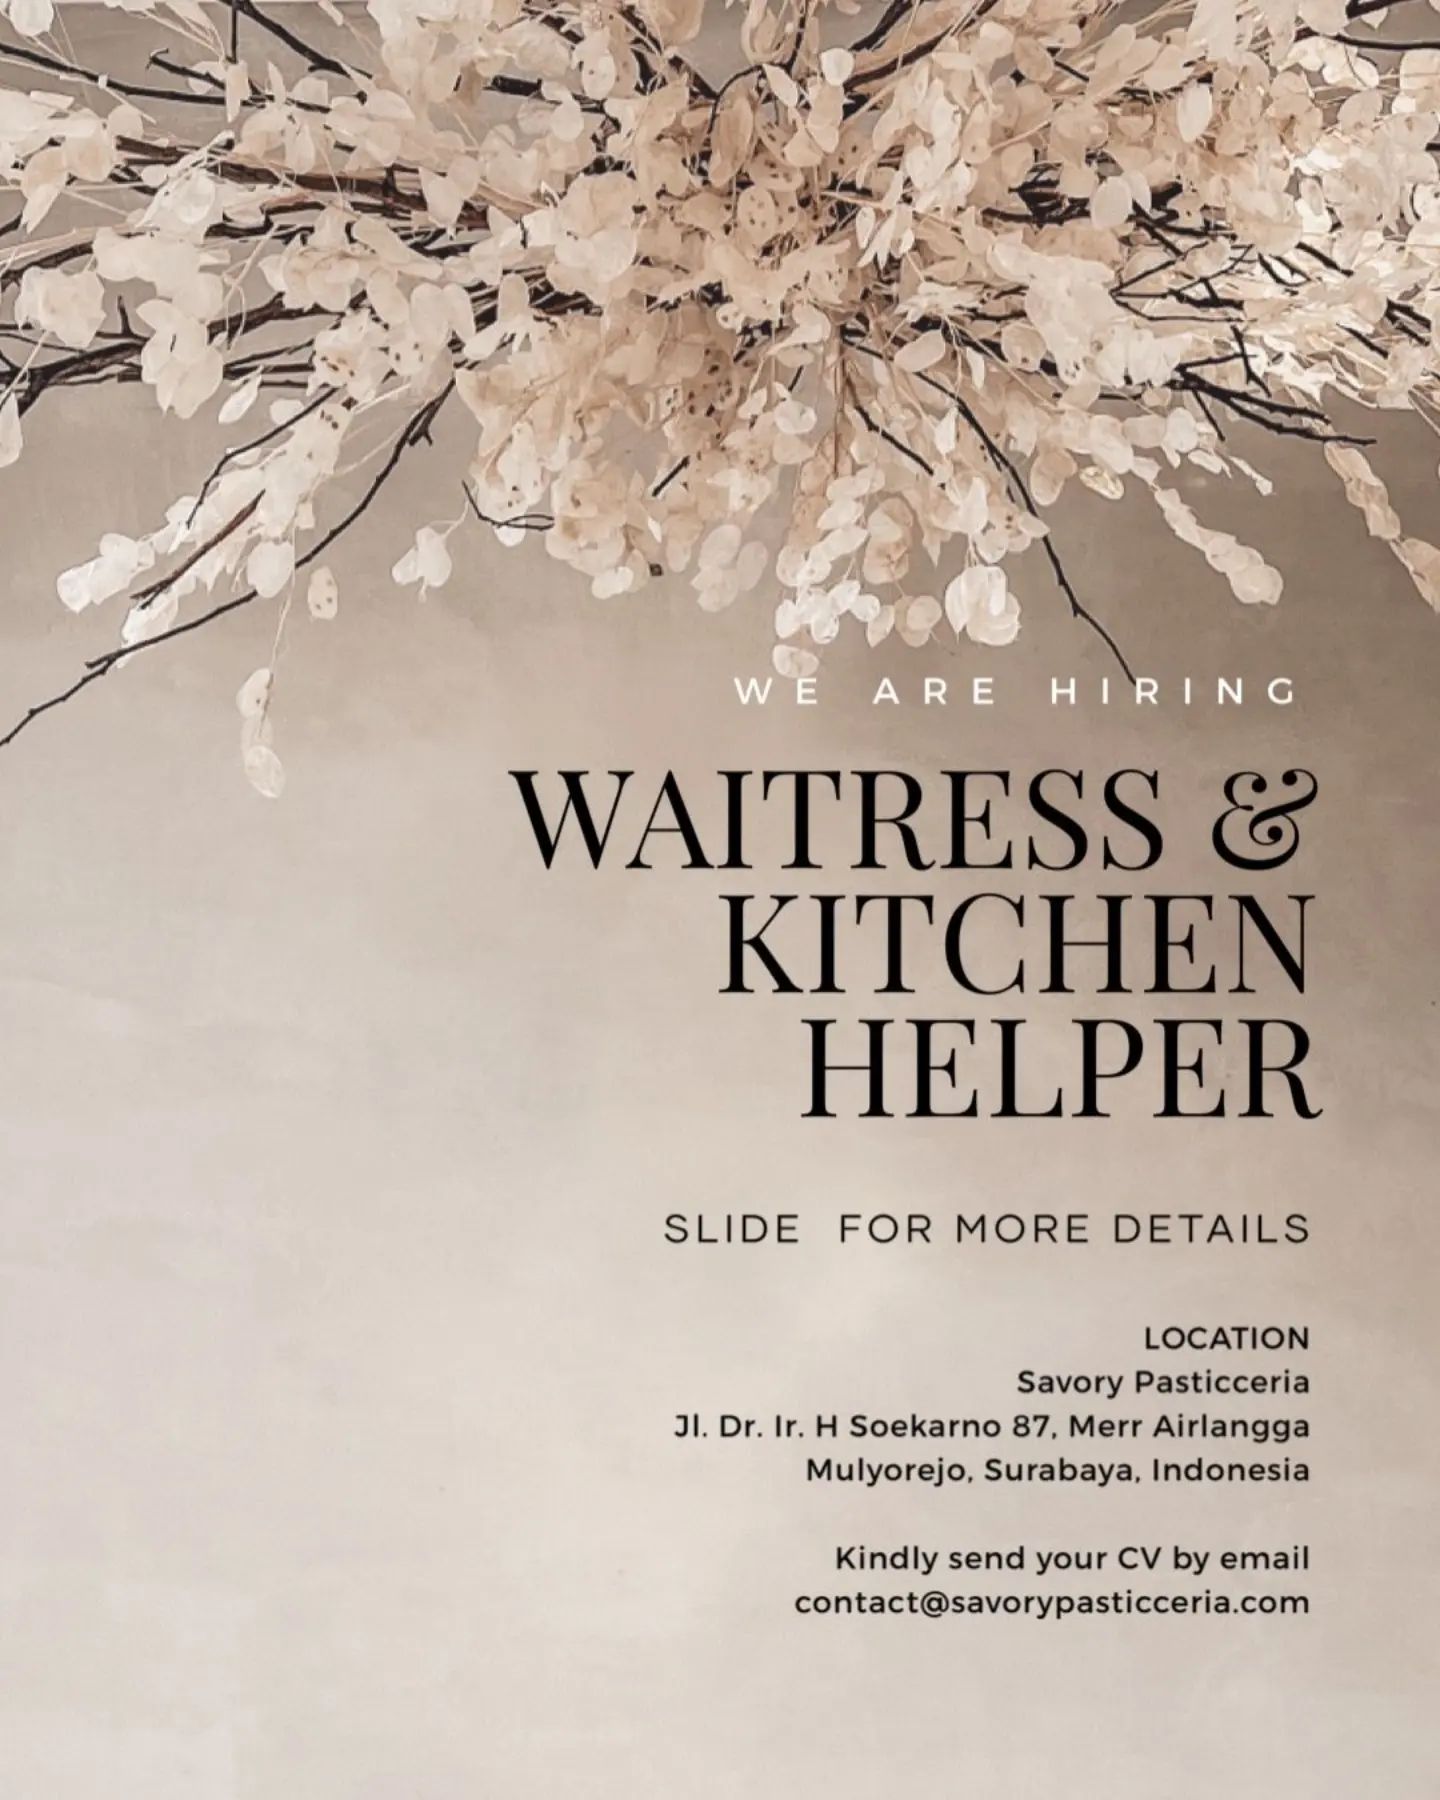 WE ARE HIRING
WAITRESS &
KITCHEN
HELPER
SLIDE FOR MORE DETAILS
LOCATION
Savory Pasticceria
Jl. Dr. Ir. H Soekarno 87, Merr Airlangga
Mulyorejo, Surabaya, Indonesia
Kindly send your CV by email
contact@savorypasticceria.com